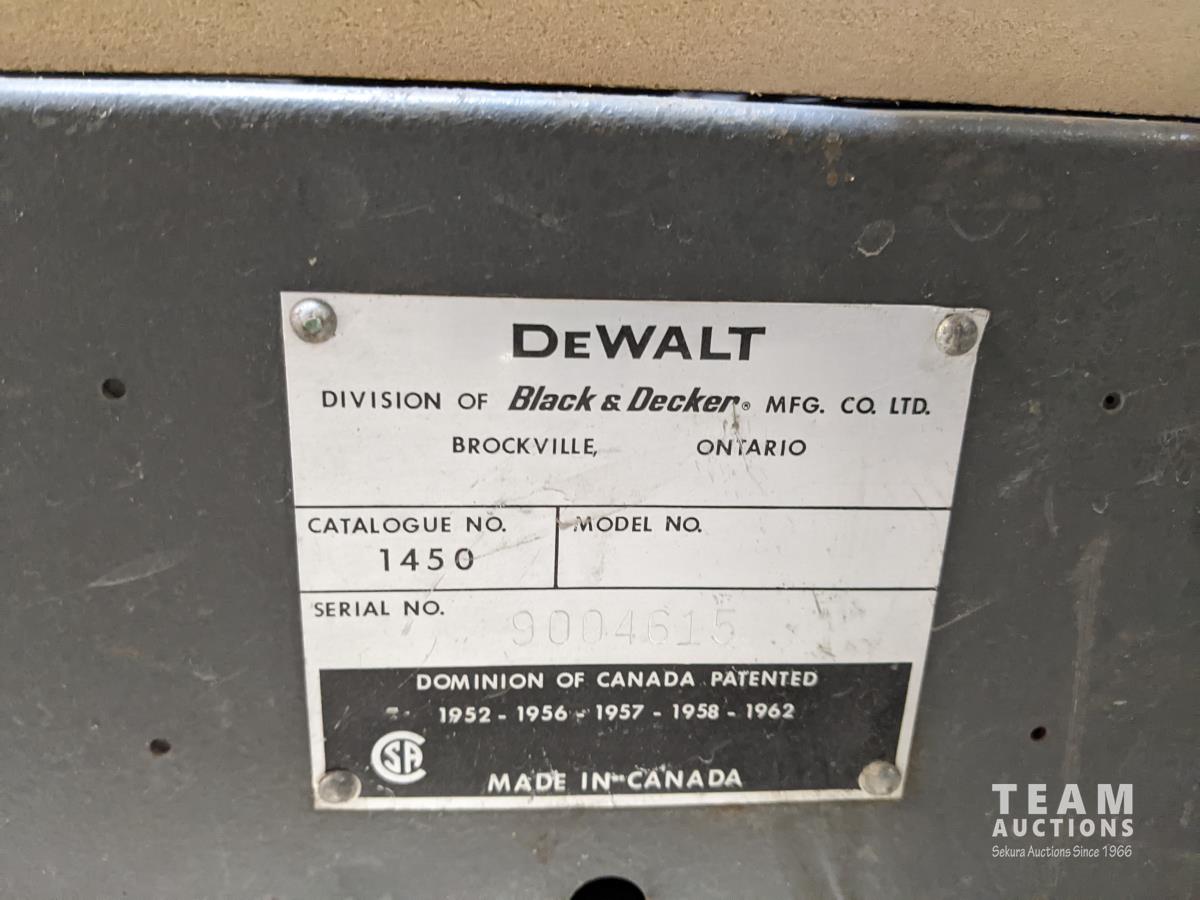 DEWALT
DIVISION OF Black & Decker® MFG. CO. LTD.
BROCKVILLE, ONTARIO
CATALOGUE NO. MODEL NO.
1450
SERIAL NO. 9004615
DOMINION OF CANADA PATENTED
1952 - 1956 - 1957 - 1958 - 1962
CSA
MADE IN CANADA
TEAM
AUCTIONS
Sekura Auctions Since 1966